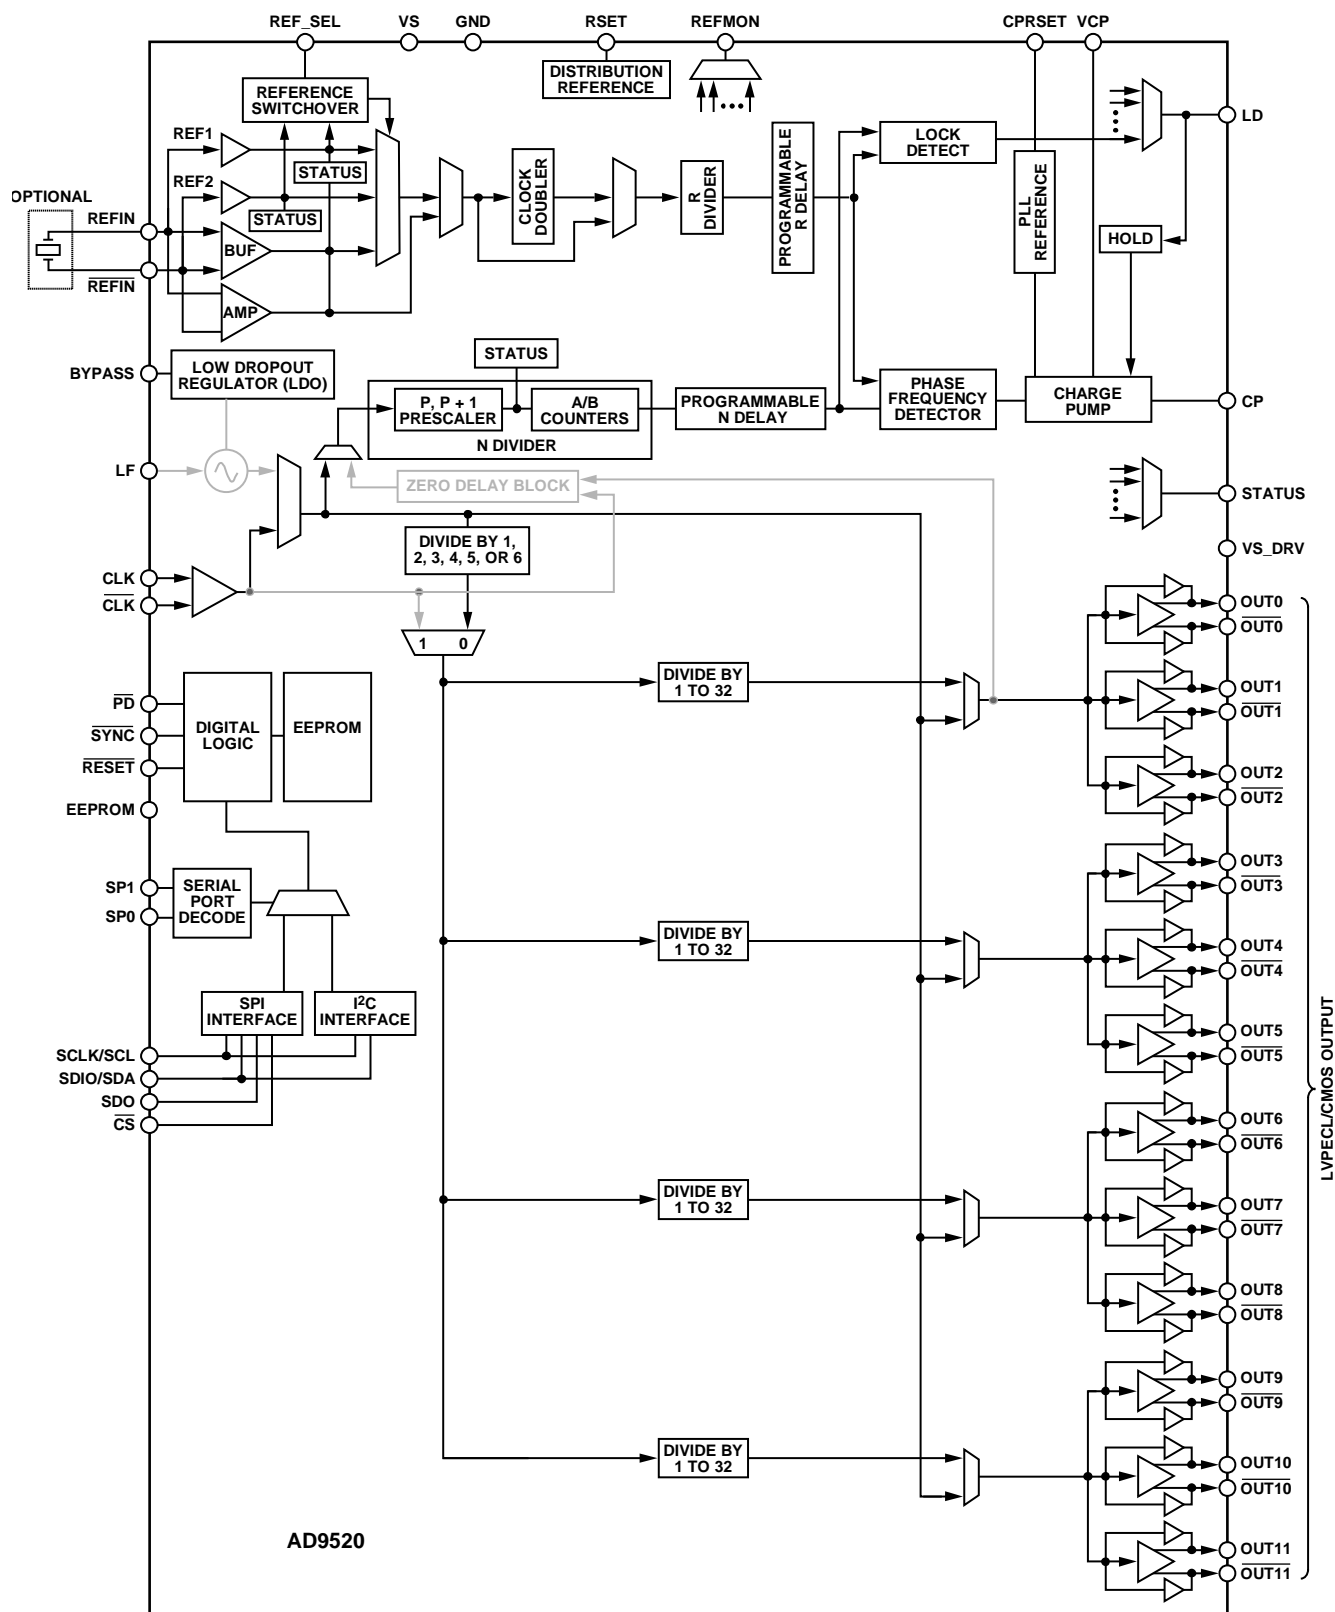 REF_SEL VS GND RSET REFMON CPRSET VCP
DISTRIBUTION
REFERENCE
REFERENCE
SWITCHOVER
LD
REF1
LOCK
DETECT
STATUS
REF2
STATUS
CLOCK
DOUBLER
R
DIVIDER
PROGRAMMABLE
R DELAY
PLL
REFERENCE
HOLD
OPTIONAL
REFIN
BUF
REFIN
AMP
STATUS
BYPASS
LOW DROPOUT
REGULATOR (LDO)
P, P + 1
PRESCALER
A/B
COUNTERS
N DIVIDER
PROGRAMMABLE
N DELAY
PHASE
FREQUENCY
DETECTOR
CHARGE
PUMP
CP
LF
ZERO DELAY BLOCK
STATUS
DIVIDE BY 1,
2, 3, 4, 5, OR 6
VS_DRV
CLK
CLK
OUT0
OUT0
1 0
DIVIDE BY
1 TO 32
OUT1
OUT1
PD
SYNC
RESET
DIGITAL
LOGIC
EEPROM
OUT2
OUT2
EEPROM
OUT3
OUT3
SP1
SP0
SERIAL
PORT
DECODE
DIVIDE BY
1 TO 32
OUT4
OUT4
SPI
INTERFACE
I2C
INTERFACE
OUT5
OUT5
SCLK/SCL
SDIO/SDA
SDO
CS
OUT6
OUT6
LVPECL/CMOS OUTPUT
DIVIDE BY
1 TO 32
OUT7
OUT7
OUT8
OUT8
OUT9
OUT9
DIVIDE BY
1 TO 32
OUT10
OUT10
AD9520
OUT11
OUT11